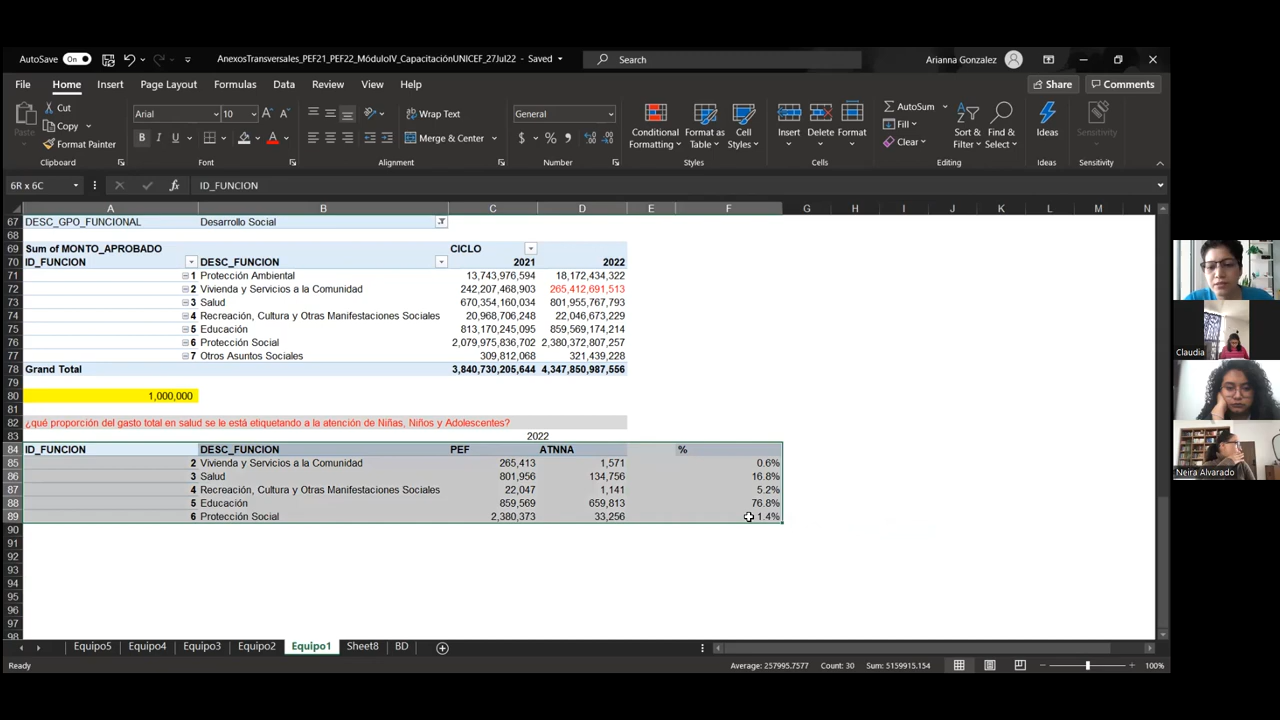 AutoSave On AnexosTransversales_PEF21_PEF22_MóduloIV_CapacitaciónUNICEF_27Jul22 - Saved Search Arianna Gonzalez
File Home Insert Page Layout Formulas Data Review View Help Share Comments
Paste Cut Copy Format Painter Arial 10 Wrap Text Merge & Center General Conditional Formatting Format as Table Cell Styles Insert Delete Format AutoSum Fill Clear Sort & Filter Find & Select Ideas Sensitivity
Clipboard Font Alignment Number Styles Cells Editing Ideas Sensitivity
6R x 6C fx ID_FUNCION
A B C D E F G H I J K L M N
67 DESC_GPO_FUNCIONAL Desarrollo Social
68
69 Sum of MONTO_APROBADO CICLO
70 ID_FUNCION DESC_FUNCION 2021 2022
71 1 Protección Ambiental 13,743,976,594 18,172,434,322
72 2 Vivienda y Servicios a la Comunidad 242,207,468,903 265,412,691,513
73 3 Salud 670,354,160,034 801,955,767,793
74 4 Recreación, Cultura y Otras Manifestaciones Sociales 20,968,706,248 22,046,673,229
75 5 Educación 813,170,245,095 859,569,174,214
76 6 Protección Social 2,079,975,836,702 2,380,372,807,257
77 7 Otros Asuntos Sociales 309,812,068 321,439,228
78 Grand Total 3,840,730,205,644 4,347,850,987,556
79
80 1,000,000
81
82 ¿qué proporción del gasto total en salud se le está etiquetando a la atención de Niñas, Niños y Adolescentes?
83 2022
84 ID_FUNCION DESC_FUNCION PEF ATNNA %
85 2 Vivienda y Servicios a la Comunidad 265,413 1,571 0.6%
86 3 Salud 801,956 134,756 16.8%
87 4 Recreación, Cultura y Otras Manifestaciones Sociales 22,047 1,141 5.2%
88 5 Educación 859,569 659,813 76.8%
89 6 Protección Social 2,380,373 33,256 1.4%
90
91
92
93
94
95
96
97
98
Equipo5 Equipo4 Equipo3 Equipo2 Equipo1 Sheet8 BD
Ready Average: 257995.7577 Count: 30 Sum: 5159915.154 100%
Claudia
Neira Alvarado